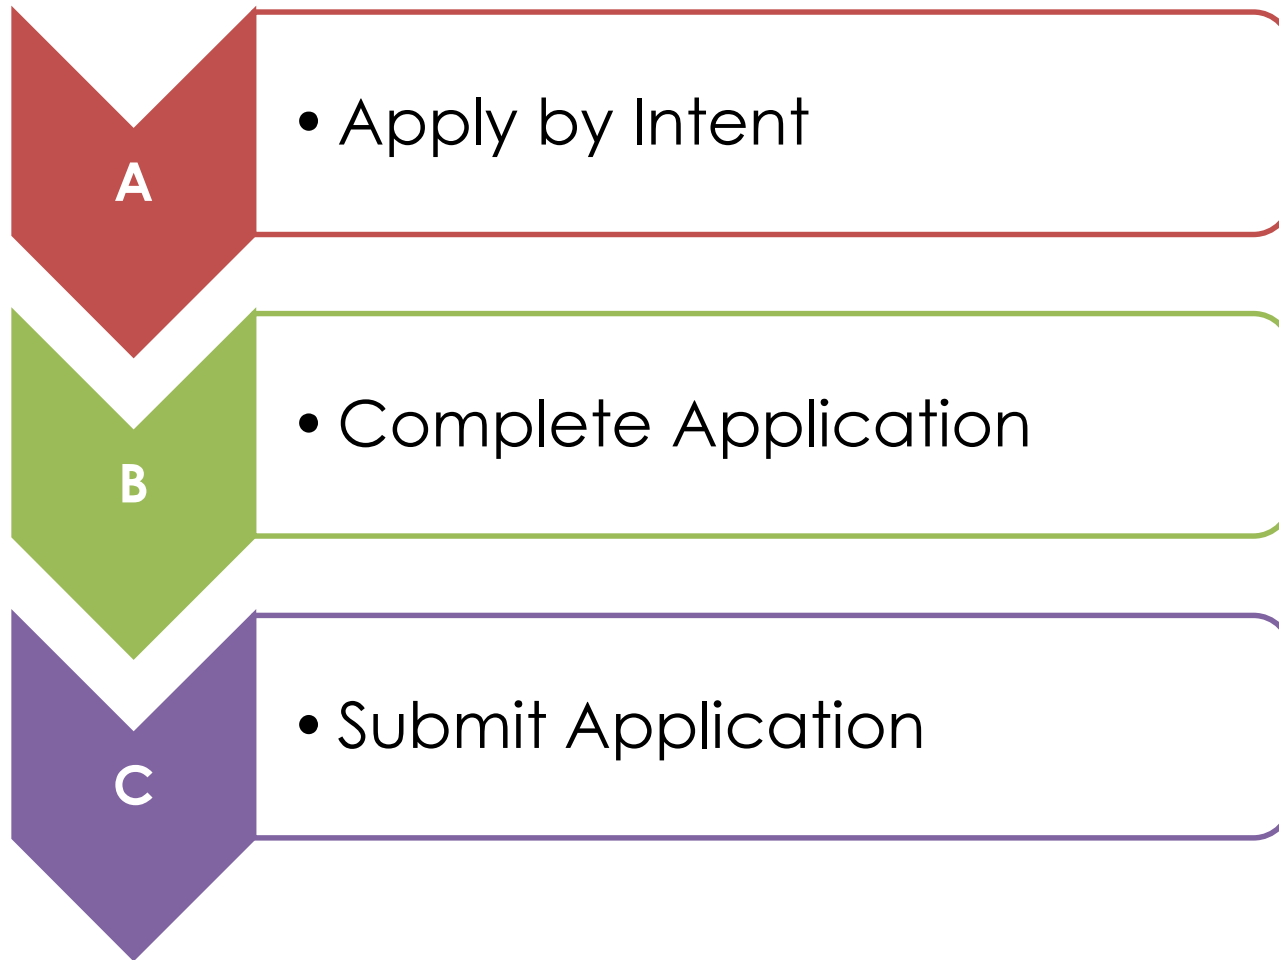 A
• Apply by Intent
B
• Complete Application
C
• Submit Application